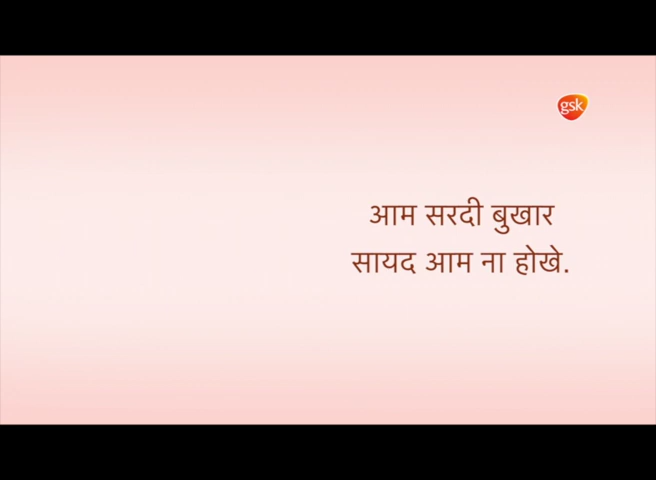 gsk
आम सरदी बुखार
सायद आम ना होखे.